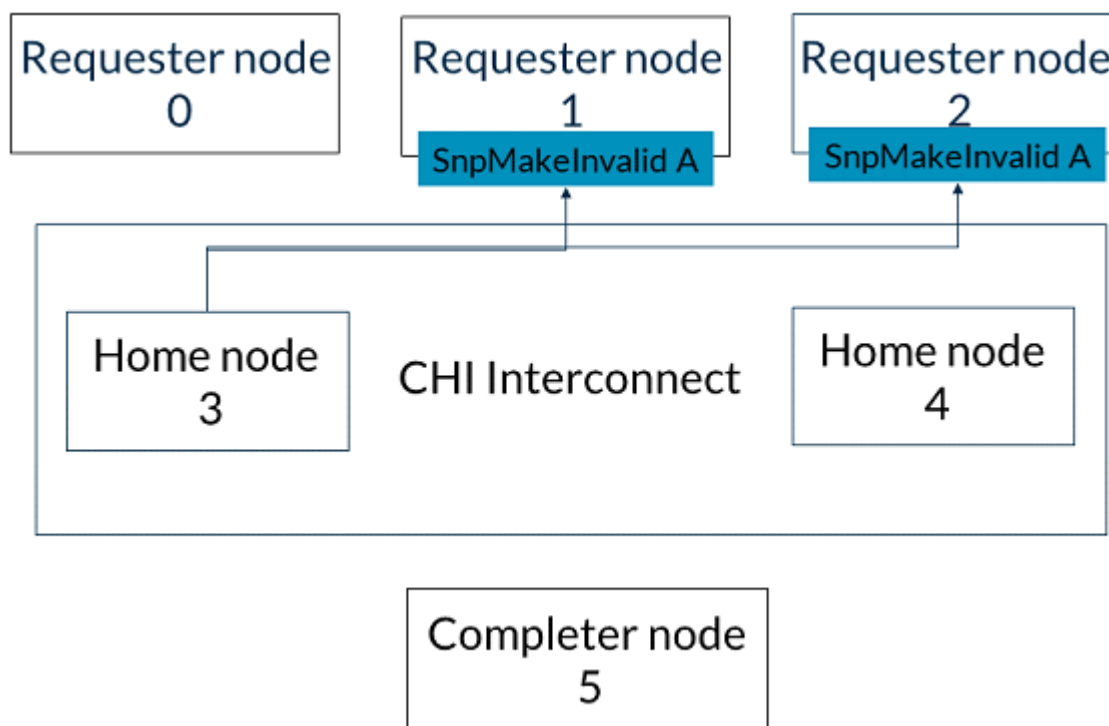 Requester node
0
Requester node
1
SnpMakeInvalid A
Requester node
2
SnpMakeInvalid A
Home node
3
CHI Interconnect
Home node
4
Completer node
5